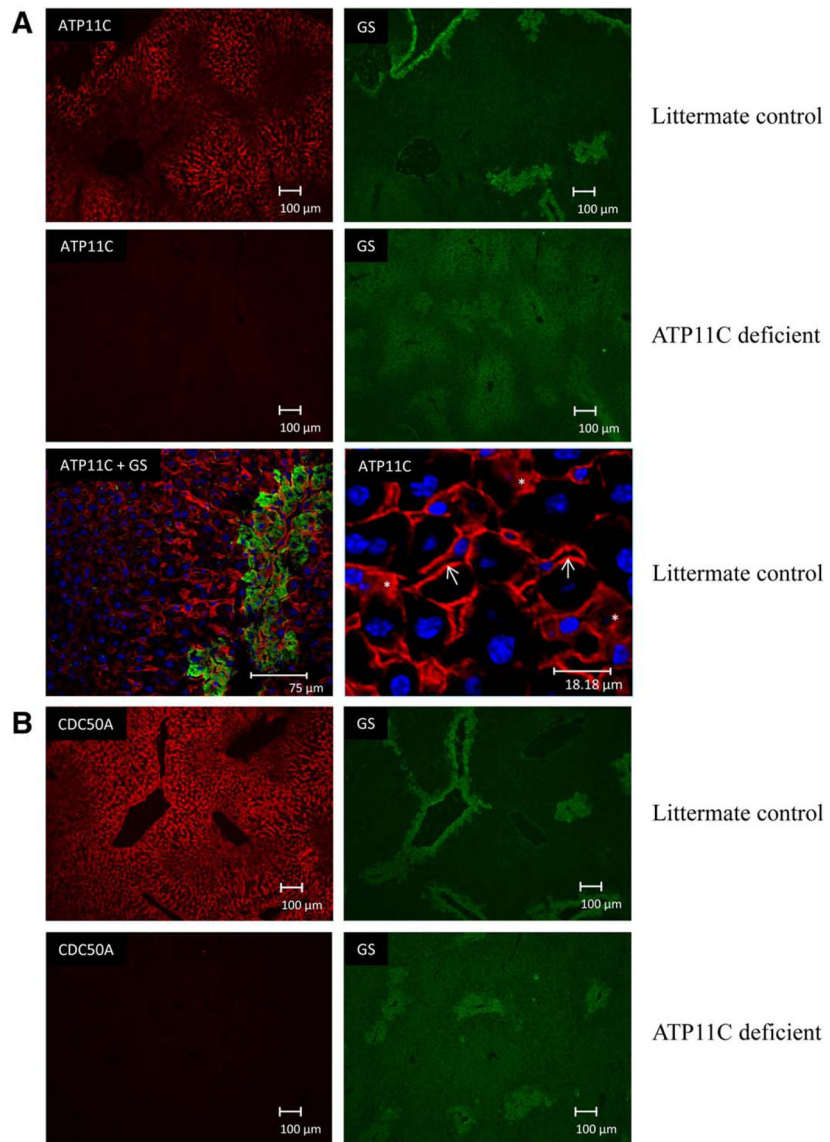 A
ATP11C
GS
Littermate control
100 µm
100 µm
ATP11C
GS
ATP11C deficient
100 µm
100 µm
ATP11C + GS
ATP11C
*
*
*
Littermate control
75 µm
18.18 µm
B
CDC50A
GS
Littermate control
100 µm
100 µm
CDC50A
GS
ATP11C deficient
100 µm
100 µm